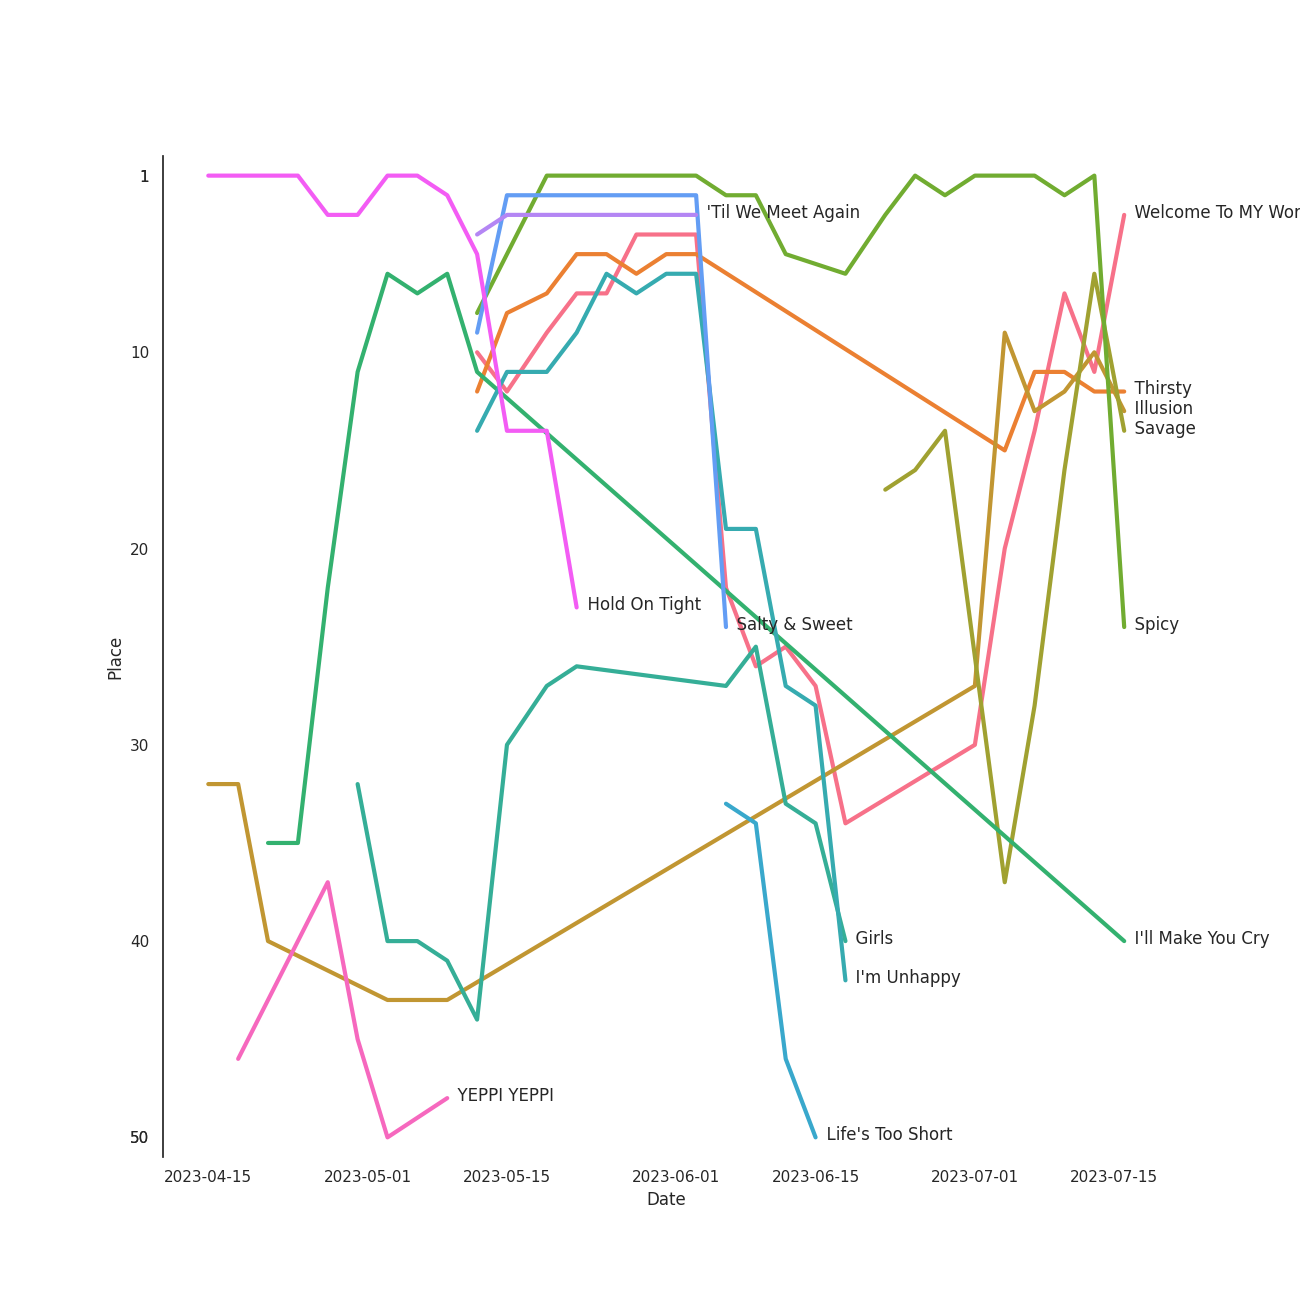 1
'Til We Meet Again
Welcome To MY Wor
10
Thirsty
Illusion
Savage
20
Hold On Tight
Salty & Sweet
Spicy
Place
30
40
Girls
I'll Make You Cry
I'm Unhappy
YEPPI YEPPI
50
Life's Too Short
2023-04-15 2023-05-01 2023-05-15 2023-06-01 2023-06-15 2023-07-01 2023-07-15
Date